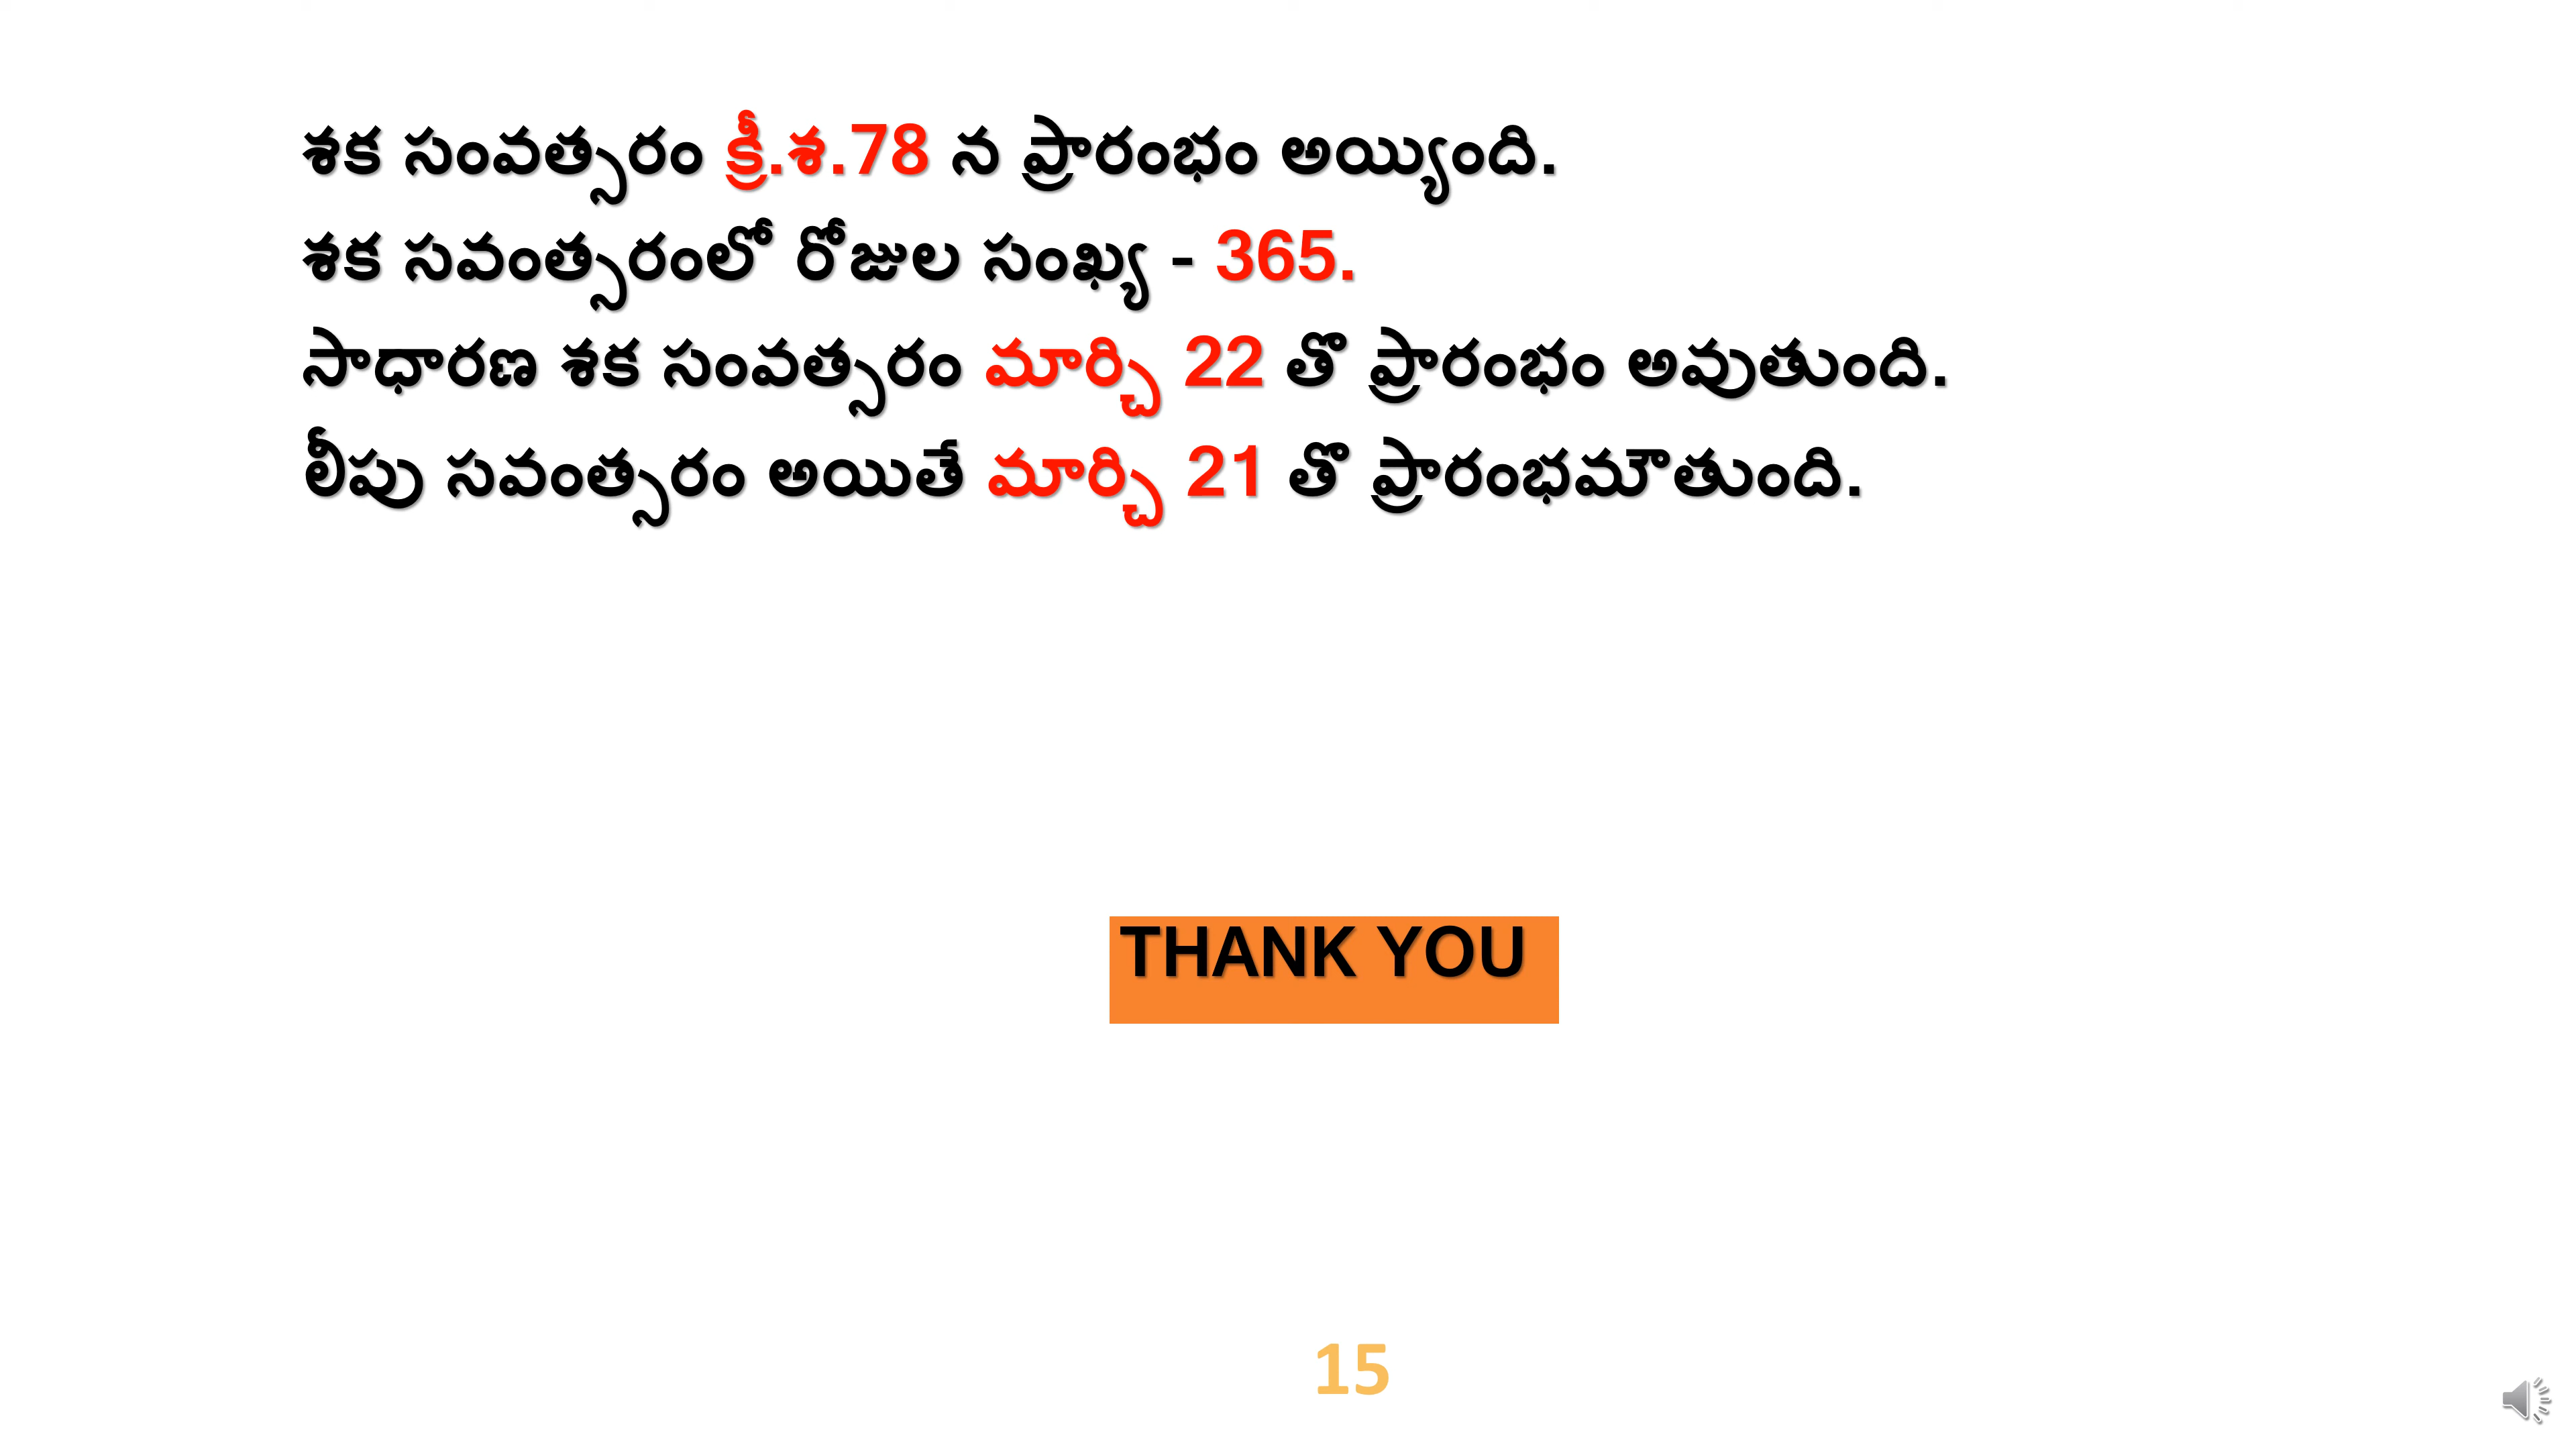 శక సంవత్సరం క్రీ.శ.78 న ప్రారంభం అయ్యింది.
శక సవంత్సరంలో రోజుల సంఖ్య - 365.
సాధారణ శక సంవత్సరం మార్చి 22 తొ ప్రారంభం అవుతుంది.
లీపు సవంత్సరం అయితే మార్చి 21 తొ ప్రారంభమౌతుంది.
THANK YOU
15